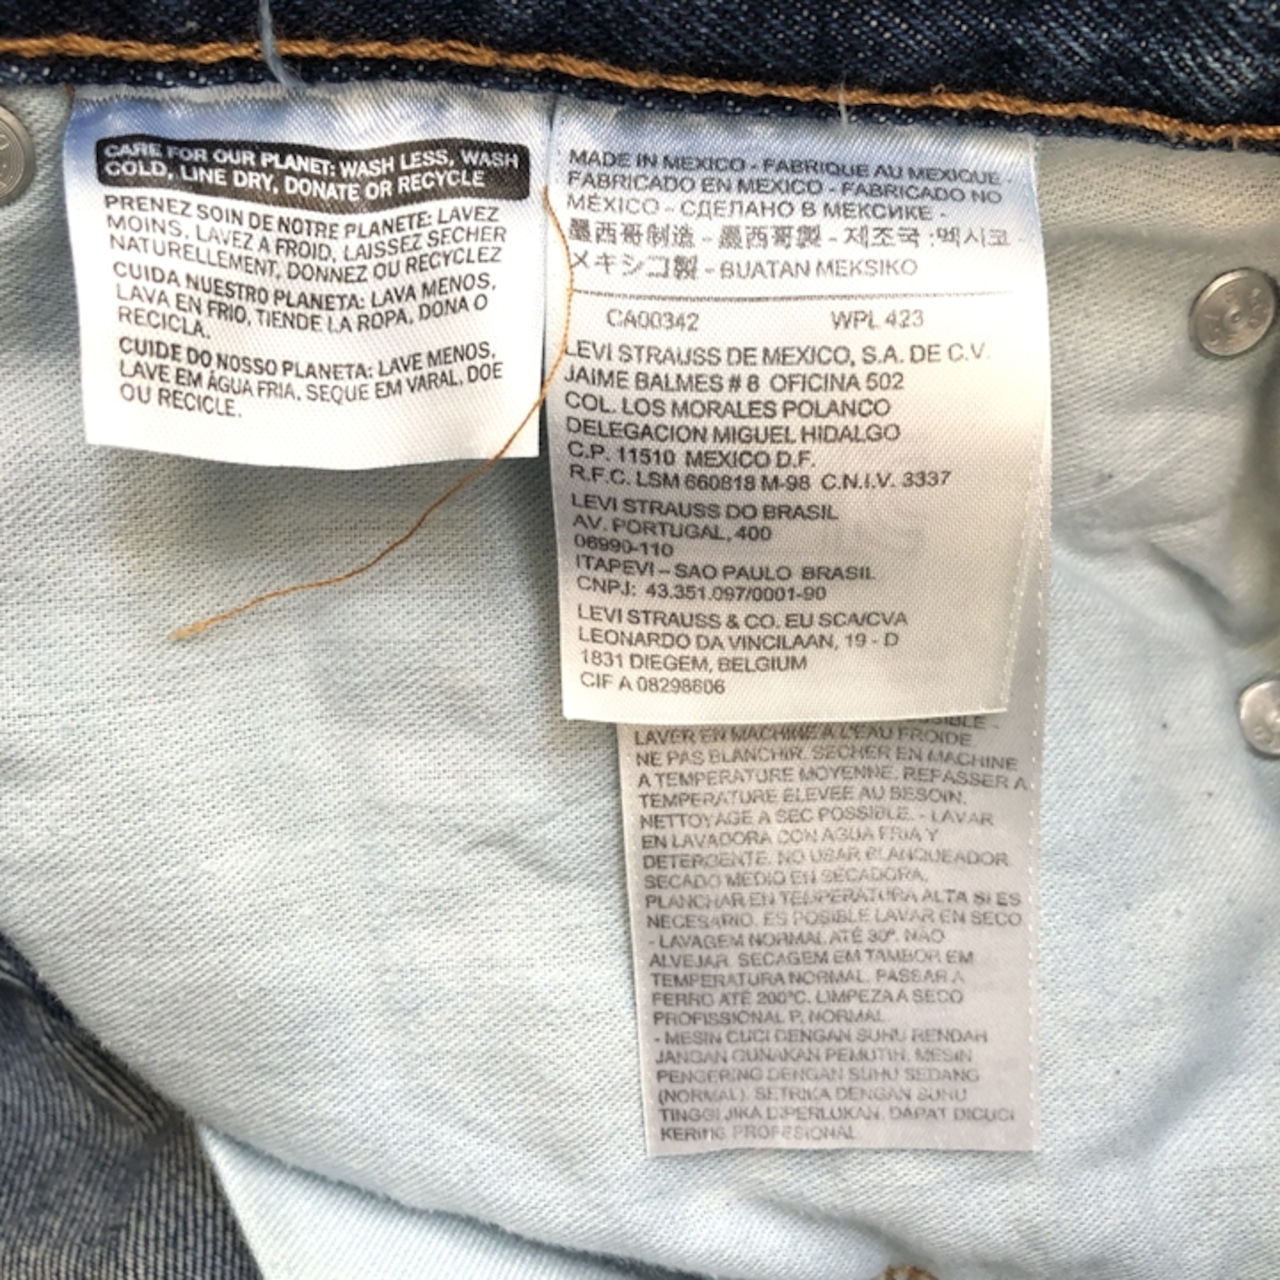 CARE FOR OUR PLANET: WASH LESS, WASH
COLD, LINE DRY, DONATE OR RECYCLE
PRENEZ SOIN DE NOTRE PLANETE: LAVEZ
MOINS, LAVEZ A FROID, LAISSEZ SECHER
NATURELLEMENT, DONNEZ OU RECYCLEZ
CUIDA NUESTRO PLANETA: LAVA MENOS,
LAVA EN FRIO, TIENDE LA ROPA, DONA O
RECICLA.
CUIDE DO NOSSO PLANETA: LAVE MENOS,
LAVE EM ÁGUA FRIA, SEQUE EM VARAL, DOE
OU RECICLE.
MADE IN MEXICO - FABRIQUE AU MEXIQUE -
FABRICADO EN MEXICO - FABRICADO NO
MÉXICO - СДЕЛАНО В МЕКСИКЕ -
墨西哥制造 - 墨西哥製 - 제조국 :멕시코 -
メキシコ製 - BUATAN MEKSIKO
CA00342 WPL 423
LEVI STRAUSS DE MEXICO, S.A. DE C.V.
JAIME BALMES # 8 OFICINA 502
COL. LOS MORALES POLANCO
DELEGACION MIGUEL HIDALGO
C.P. 11510 MEXICO D.F.
R.F.C. LSM 660818 M-98 C.N.I.V. 3337
LEVI STRAUSS DO BRASIL
AV. PORTUGAL, 400
06990-110
ITAPEVI – SAO PAULO BRASIL
CNPJ: 43.351.097/0001-90
LEVI STRAUSS & CO. EU SCA/CVA
LEONARDO DA VINCILAAN, 19 - D
1831 DIEGEM, BELGIUM
CIF A 08298606
LAVER EN MACHINE A L'EAU FROIDE
NE PAS BLANCHIR. SECHER EN MACHINE
A TEMPERATURE MOYENNE. REPASSER A
TEMPERATURE ELEVEE AU BESOIN.
NETTOYAGE A SEC POSSIBLE. - LAVAR
EN LAVADORA CON AGUA FRIA Y
DETERGENTE. NO USAR BLANQUEADOR.
SECADO MEDIO EN SECADORA.
PLANCHAR EN TEMPERATURA ALTA SI ES
NECESARIO. ES POSIBLE LAVAR EN SECO
- LAVAGEM NORMAL ATÉ 30º. NÃO
ALVEJAR. SECAGEM EM TAMBOR EM
TEMPERATURA NORMAL. PASSAR A
FERRO ATÉ 200°C. LIMPEZA A SECO
PROFISSIONAL P, NORMAL
- MESIN CUCI DENGAN SUHU RENDAH
JANGAN GUNAKAN PEMUTIH. MESIN
PENGERING DENGAN SUHU SEDANG
(NORMAL). SETRIKA DENGAN SUHU
TINGGI JIKA DIPERLUKAN. DAPAT DICUCI
KERING PROFESIONAL